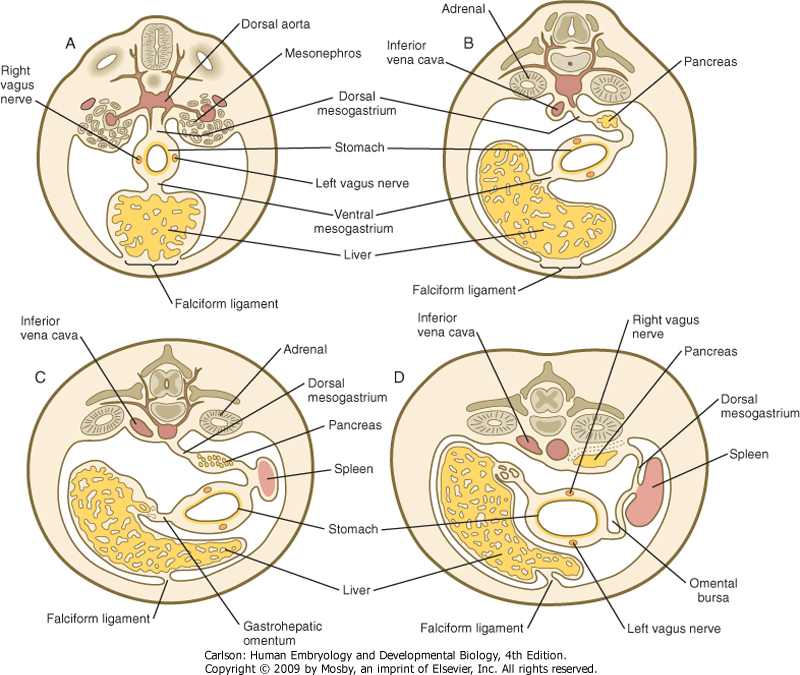 A
Dorsal aorta
Mesonephros
Right
vagus
nerve
Dorsal
mesogastrium
Stomach
Left vagus nerve
Ventral
mesogastrium
Liver
Falciform ligament
B
Adrenal
Inferior
vena cava
Pancreas
Falciform ligament
C
Inferior
vena cava
Adrenal
Dorsal
mesogastrium
Pancreas
Spleen
Stomach
Liver
Falciform ligament
Gastrohepatic
omentum
D
Inferior
vena cava
Right vagus
nerve
Pancreas
Dorsal
mesogastrium
Spleen
Omental
bursa
Falciform ligament
Left vagus nerve
Carlson: Human Embryology and Developmental Biology, 4th Edition.
Copyright © 2009 by Mosby, an imprint of Elsevier, Inc. All rights reserved.